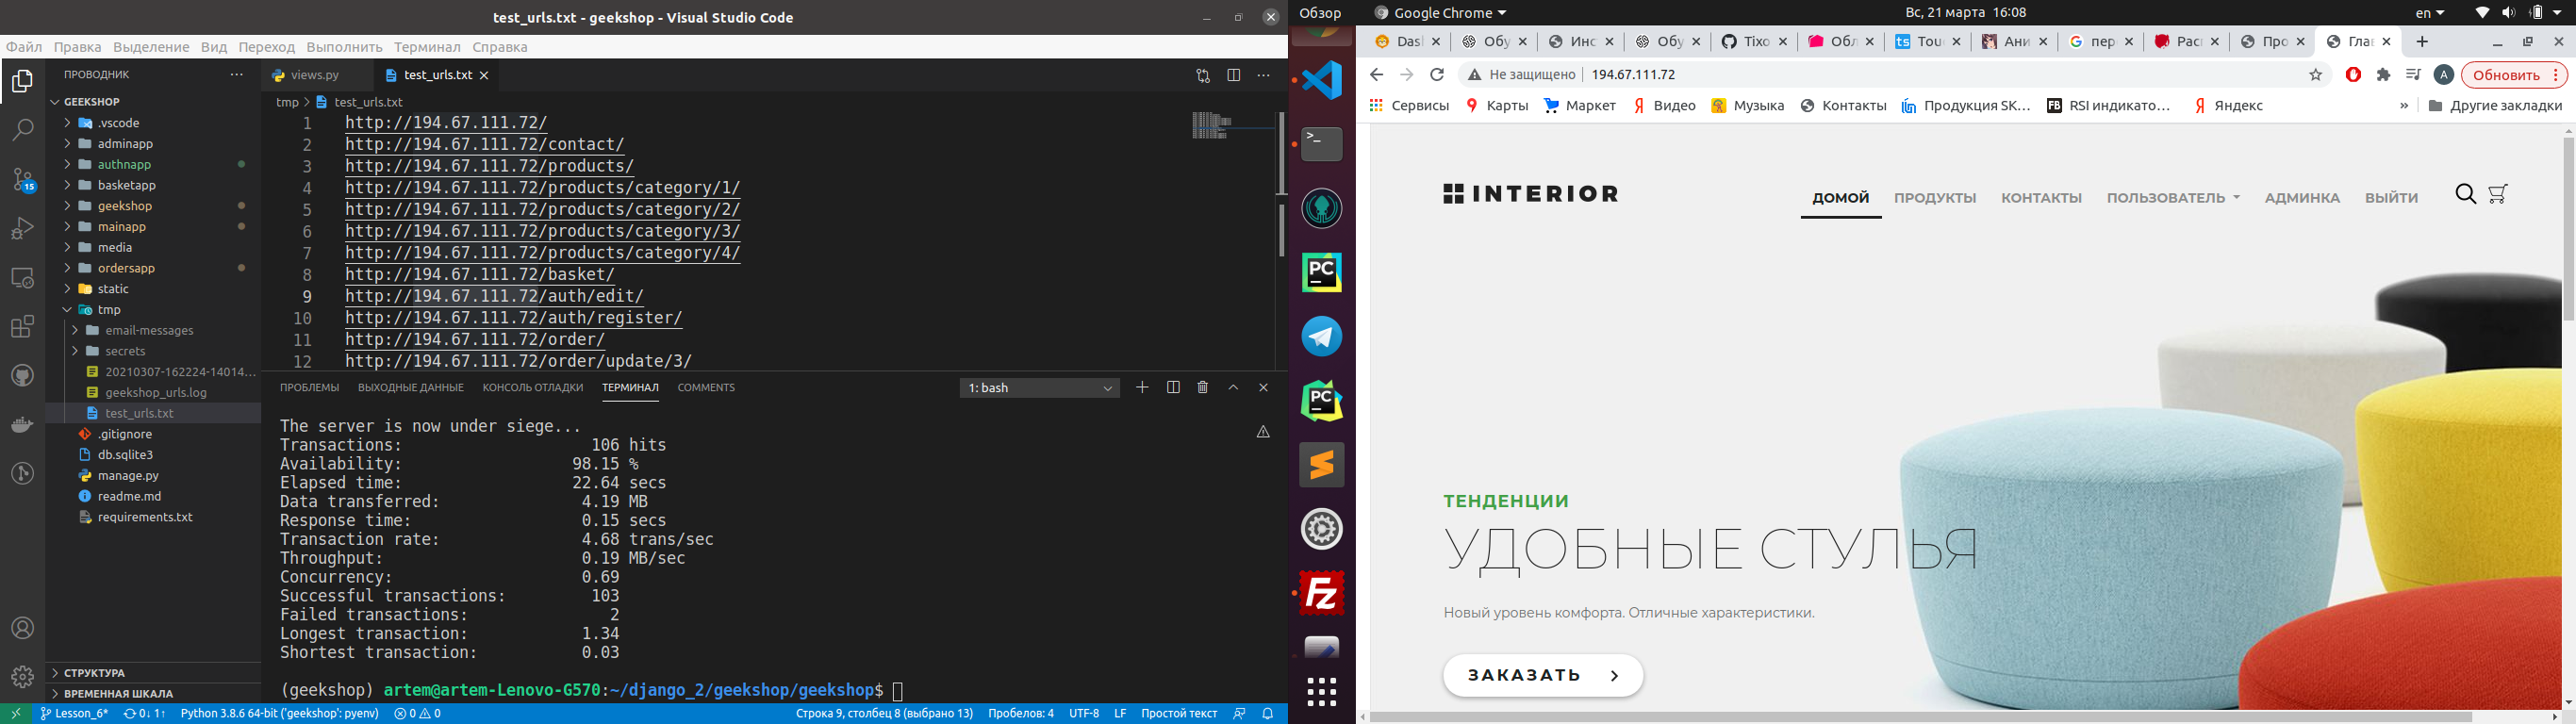 test_urls.txt - geekshop - Visual Studio Code
Файл Правка Выделение Вид Переход Выполнить Терминал Справка
ПРОВОДНИК
GEEKSHOP
.vscode
adminapp
authnapp
basketapp
geekshop
mainapp
media
ordersapp
static
tmp
email-messages
secrets
20210307-162224-14014...
geekshop_urls.log
test_urls.txt
.gitignore
db.sqlite3
manage.py
readme.md
requirements.txt
СТРУКТУРА
ВРЕМЕННАЯ ШКАЛА
15
views.py test_urls.txt
tmp > test_urls.txt
1 http://194.67.111.72/
2 http://194.67.111.72/contact/
3 http://194.67.111.72/products/
4 http://194.67.111.72/products/category/1/
5 http://194.67.111.72/products/category/2/
6 http://194.67.111.72/products/category/3/
7 http://194.67.111.72/products/category/4/
8 http://194.67.111.72/basket/
9 http://194.67.111.72/auth/edit/
10 http://194.67.111.72/auth/register/
11 http://194.67.111.72/order/
12 http://194.67.111.72/order/update/3/
ПРОБЛЕМЫ ВЫХОДНЫЕ ДАННЫЕ КОНСОЛЬ ОТЛАДКИ ТЕРМИНАЛ COMMENTS 1: bash
The server is now under siege...
Transactions: 106 hits
Availability: 98.15 %
Elapsed time: 22.64 secs
Data transferred: 4.19 MB
Response time: 0.15 secs
Transaction rate: 4.68 trans/sec
Throughput: 0.19 MB/sec
Concurrency: 0.69
Successful transactions: 103
Failed transactions: 2
Longest transaction: 1.34
Shortest transaction: 0.03
(geekshop) artem@artem-Lenovo-G570:~/django_2/geekshop/geekshop$
Lesson_6* 0↓ 1↑ Python 3.8.6 64-bit ('geekshop': pyenv) 0 0 Строка 9, столбец 8 (выбрано 13) Пробелов: 4 UTF-8 LF Простой текст
Обзор Google Chrome Вс, 21 марта 16:08 en
Dasl Обу Инс Обу Tixo Обл Tou Ани пер Расп Про Глав
Не защищено 194.67.111.72 A Обновить
Сервисы Карты Маркет Видео Музыка Контакты Продукция SK... RSI индикато... Яндекс » Другие закладки
INTERIOR
ДОМОЙ ПРОДУКТЫ КОНТАКТЫ ПОЛЬЗОВАТЕЛЬ АДМИНКА ВЫЙТИ
ТЕНДЕНЦИИ
УДОБНЫЕ СТУЛЬЯ
Новый уровень комфорта. Отличные характеристики.
ЗАКАЗАТЬ